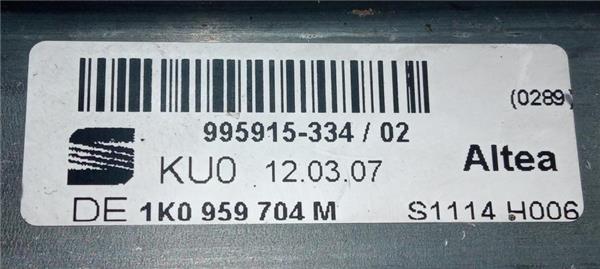 (0289)
995915-334 / 02
KU0 12.03.07 Altea
DE 1K0 959 704 M S1114 H006